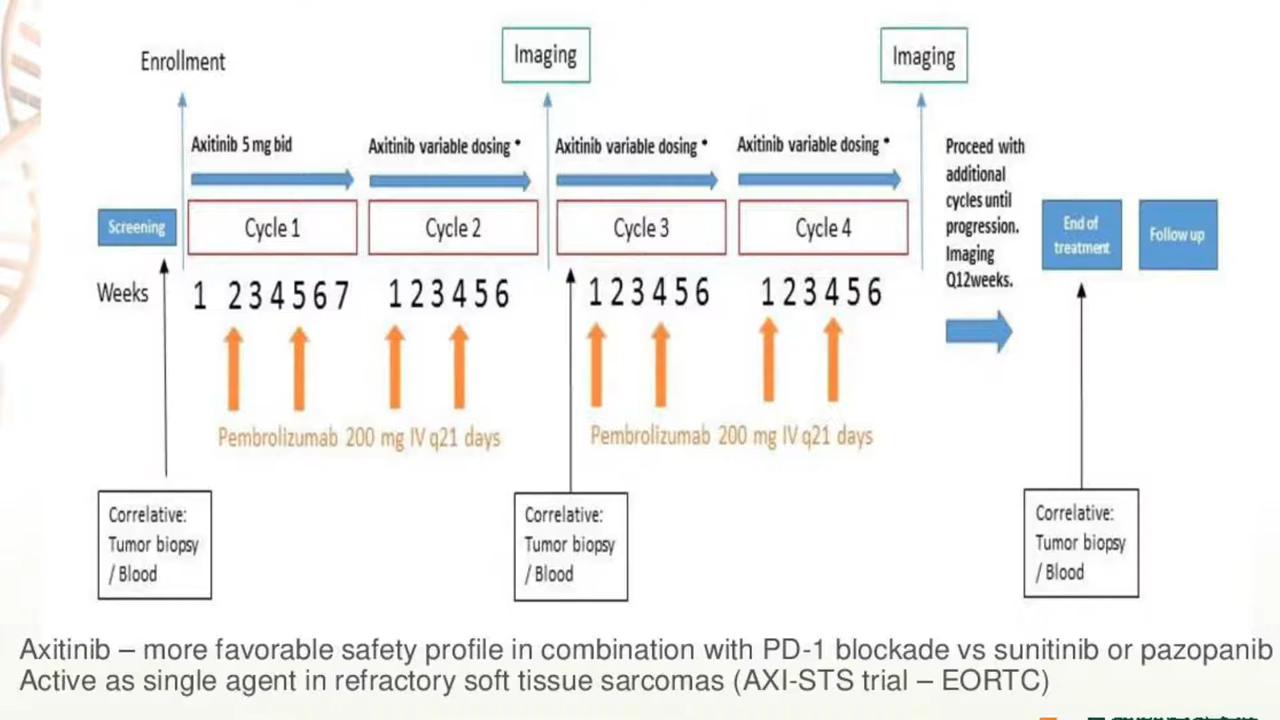 Enrollment
Imaging
Imaging
Axitinib 5 mg bid
Axitinib variable dosing *
Axitinib variable dosing *
Axitinib variable dosing *
Proceed with
additional
cycles until
progression.
Imaging
Q12weeks.
Screening
Cycle 1
Cycle 2
Cycle 3
Cycle 4
End of
treatment
Follow up
Weeks
1 2 3 4 5 6 7
1 2 3 4 5 6
1 2 3 4 5 6
1 2 3 4 5 6
Pembrolizumab 200 mg IV q21 days
Pembrolizumab 200 mg IV q21 days
Correlative:
Tumor biopsy
/ Blood
Correlative:
Tumor biopsy
/ Blood
Correlative:
Tumor biopsy
/ Blood
Axitinib – more favorable safety profile in combination with PD-1 blockade vs sunitinib or pazopanib
Active as single agent in refractory soft tissue sarcomas (AXI-STS trial – EORTC)